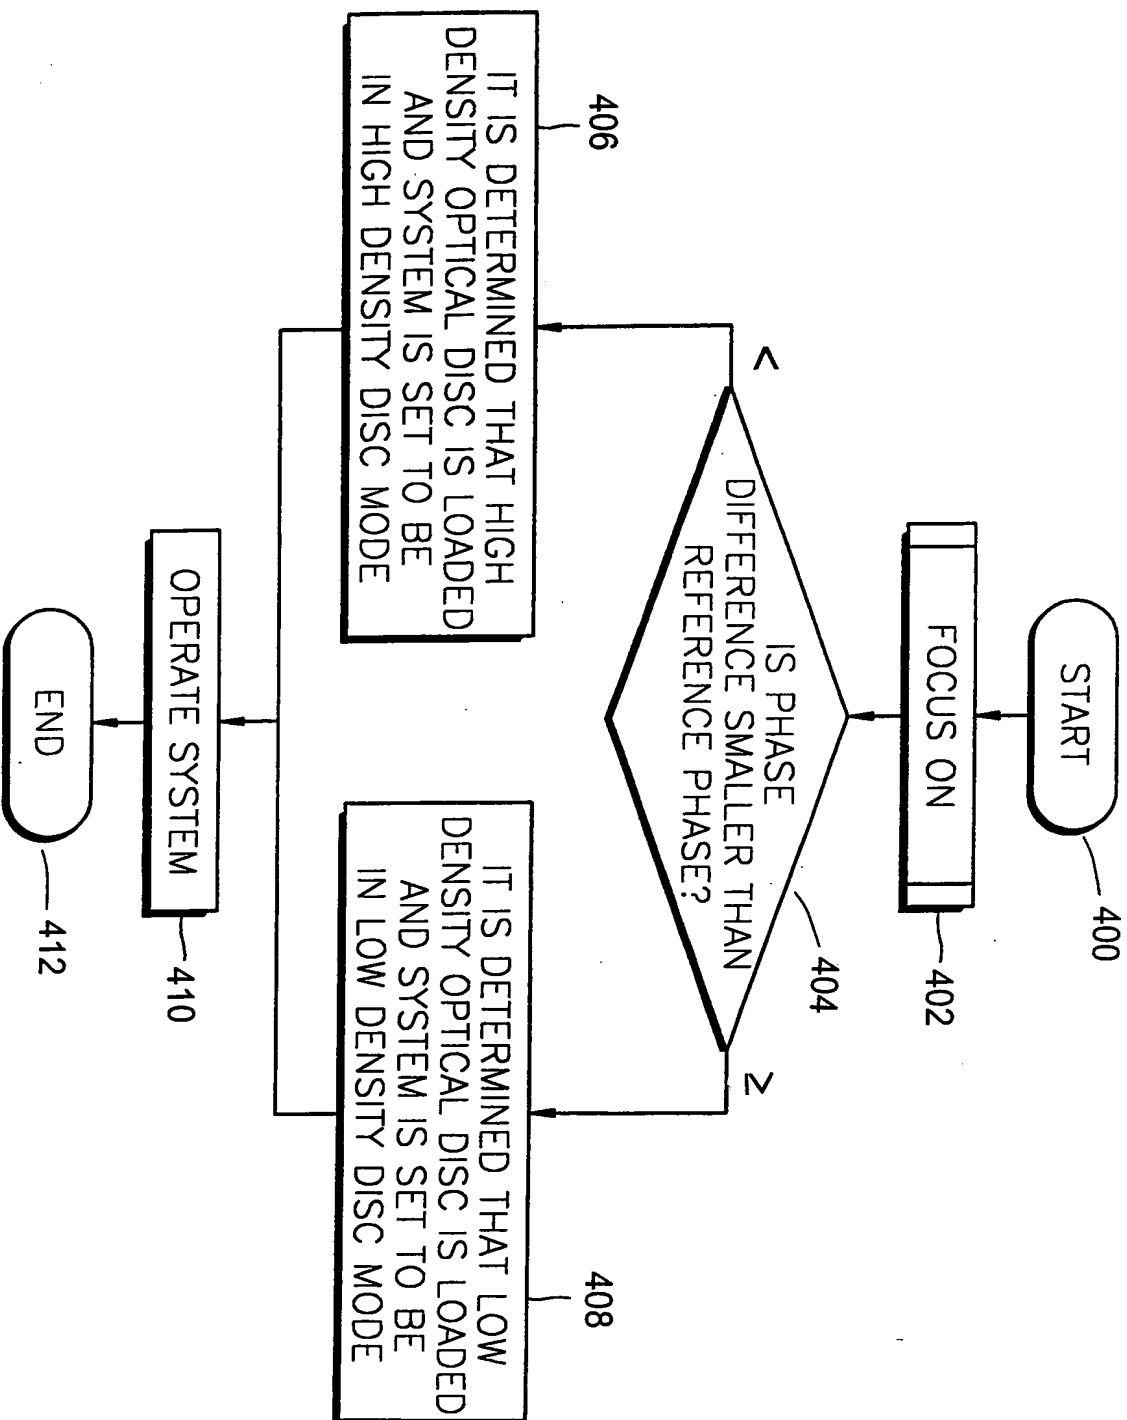 START
400
FOCUS ON
402
IS PHASE
DIFFERENCE SMALLER THAN
REFERENCE PHASE?
404
<
≥
406
IT IS DETERMINED THAT HIGH
DENSITY OPTICAL DISC IS LOADED
AND SYSTEM IS SET TO BE
IN HIGH DENSITY DISC MODE
408
IT IS DETERMINED THAT LOW
DENSITY OPTICAL DISC IS LOADED
AND SYSTEM IS SET TO BE
IN LOW DENSITY DISC MODE
OPERATE SYSTEM
410
END
412